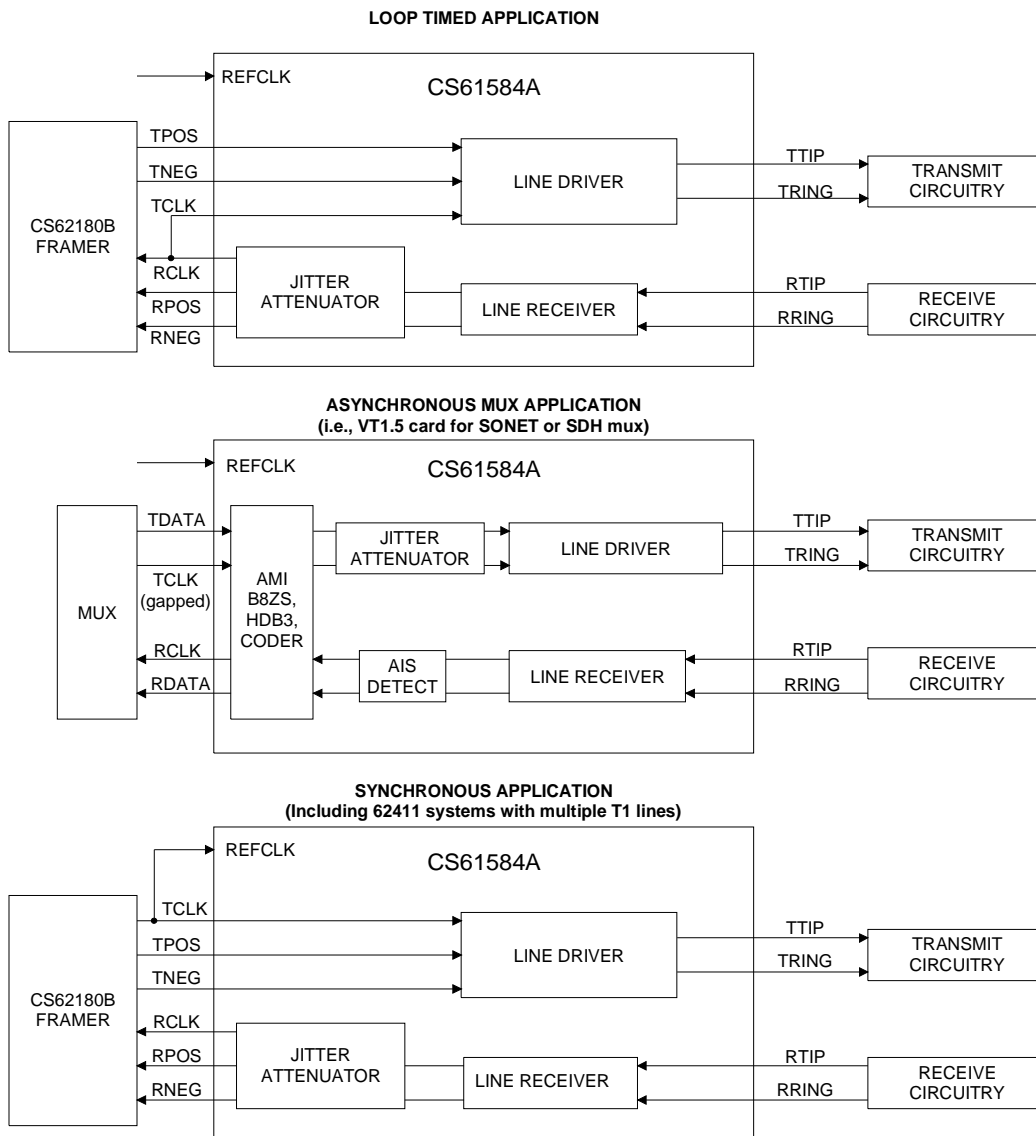 LOOP TIMED APPLICATION
REFCLK
CS61584A
TPOS
TNEG
TCLK
RCLK
RPOS
RNEG
CS62180B
FRAMER
LINE DRIVER
JITTER
ATTENUATOR
LINE RECEIVER
TTIP
TRING
RTIP
RRING
TRANSMIT
CIRCUITRY
RECEIVE
CIRCUITRY
ASYNCHRONOUS MUX APPLICATION
(i.e., VT1.5 card for SONET or SDH mux)
REFCLK
CS61584A
MUX
TDATA
TCLK
(gapped)
RCLK
RDATA
AMI
B8ZS,
HDB3,
CODER
JITTER
ATTENUATOR
LINE DRIVER
AIS
DETECT
LINE RECEIVER
TTIP
TRING
RTIP
RRING
TRANSMIT
CIRCUITRY
RECEIVE
CIRCUITRY
SYNCHRONOUS APPLICATION
(Including 62411 systems with multiple T1 lines)
REFCLK
CS61584A
TCLK
TPOS
TNEG
RCLK
RPOS
RNEG
CS62180B
FRAMER
LINE DRIVER
JITTER
ATTENUATOR
LINE RECEIVER
TTIP
TRING
RTIP
RRING
TRANSMIT
CIRCUITRY
RECEIVE
CIRCUITRY